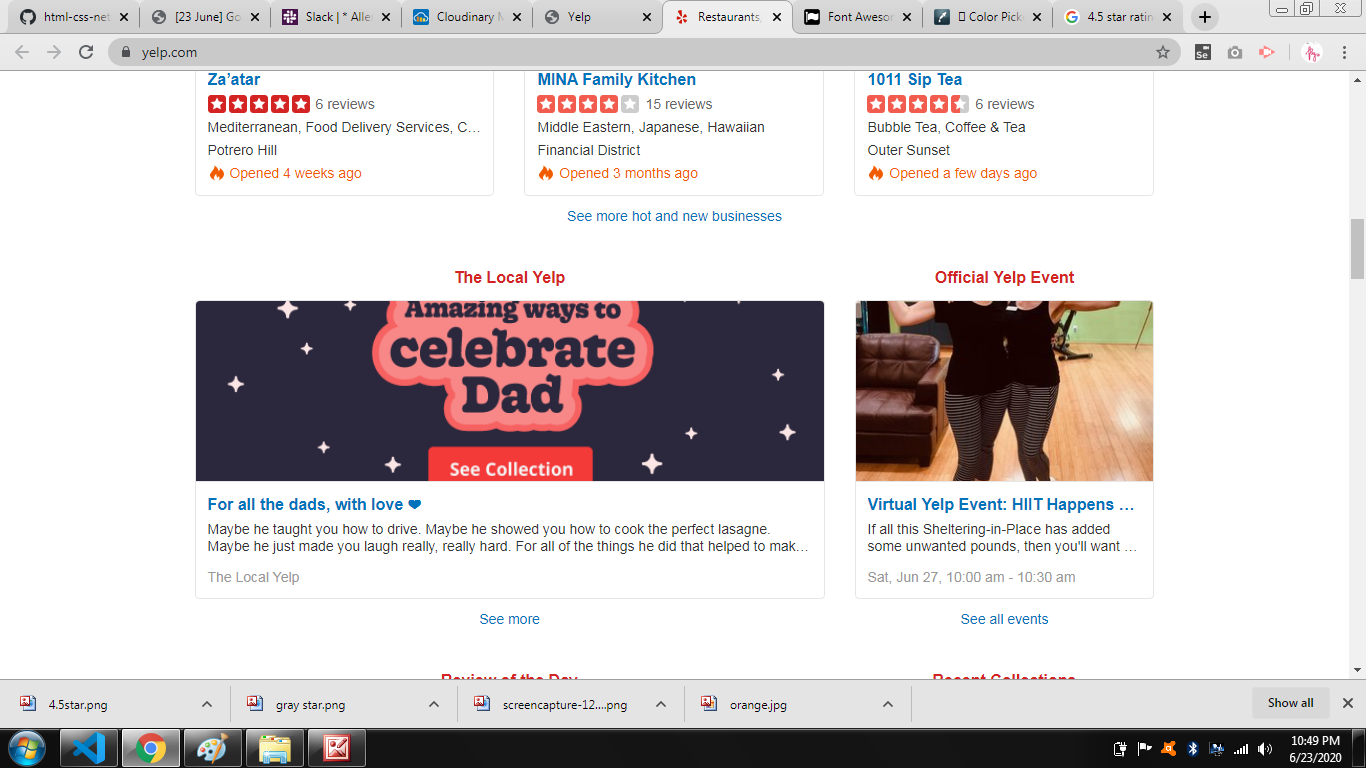 html-css-net
[23 June] Go
Slack | * Alle
Cloudinary M
Yelp
Restaurants,
Font Aweson
Color Pick
4.5 star ratin
yelp.com
Za'atar
6 reviews
Mediterranean, Food Delivery Services, C…
Potrero Hill
Opened 4 weeks ago
MINA Family Kitchen
15 reviews
Middle Eastern, Japanese, Hawaiian
Financial District
Opened 3 months ago
1011 Sip Tea
6 reviews
Bubble Tea, Coffee & Tea
Outer Sunset
Opened a few days ago
See more hot and new businesses
The Local Yelp
Amazing ways to
celebrate
Dad
See Collection
For all the dads, with love ❤
Maybe he taught you how to drive. Maybe he showed you how to cook the perfect lasagne.
Maybe he just made you laugh really, really hard. For all of the things he did that helped to mak…
The Local Yelp
See more
Official Yelp Event
Virtual Yelp Event: HIIT Happens …
If all this Sheltering-in-Place has added
some unwanted pounds, then you'll want …
Sat, Jun 27, 10:00 am - 10:30 am
See all events
Review of the Day
Recent Collections
4.5star.png
gray star.png
screencapture-12....png
orange.jpg
Show all
10:49 PM
6/23/2020